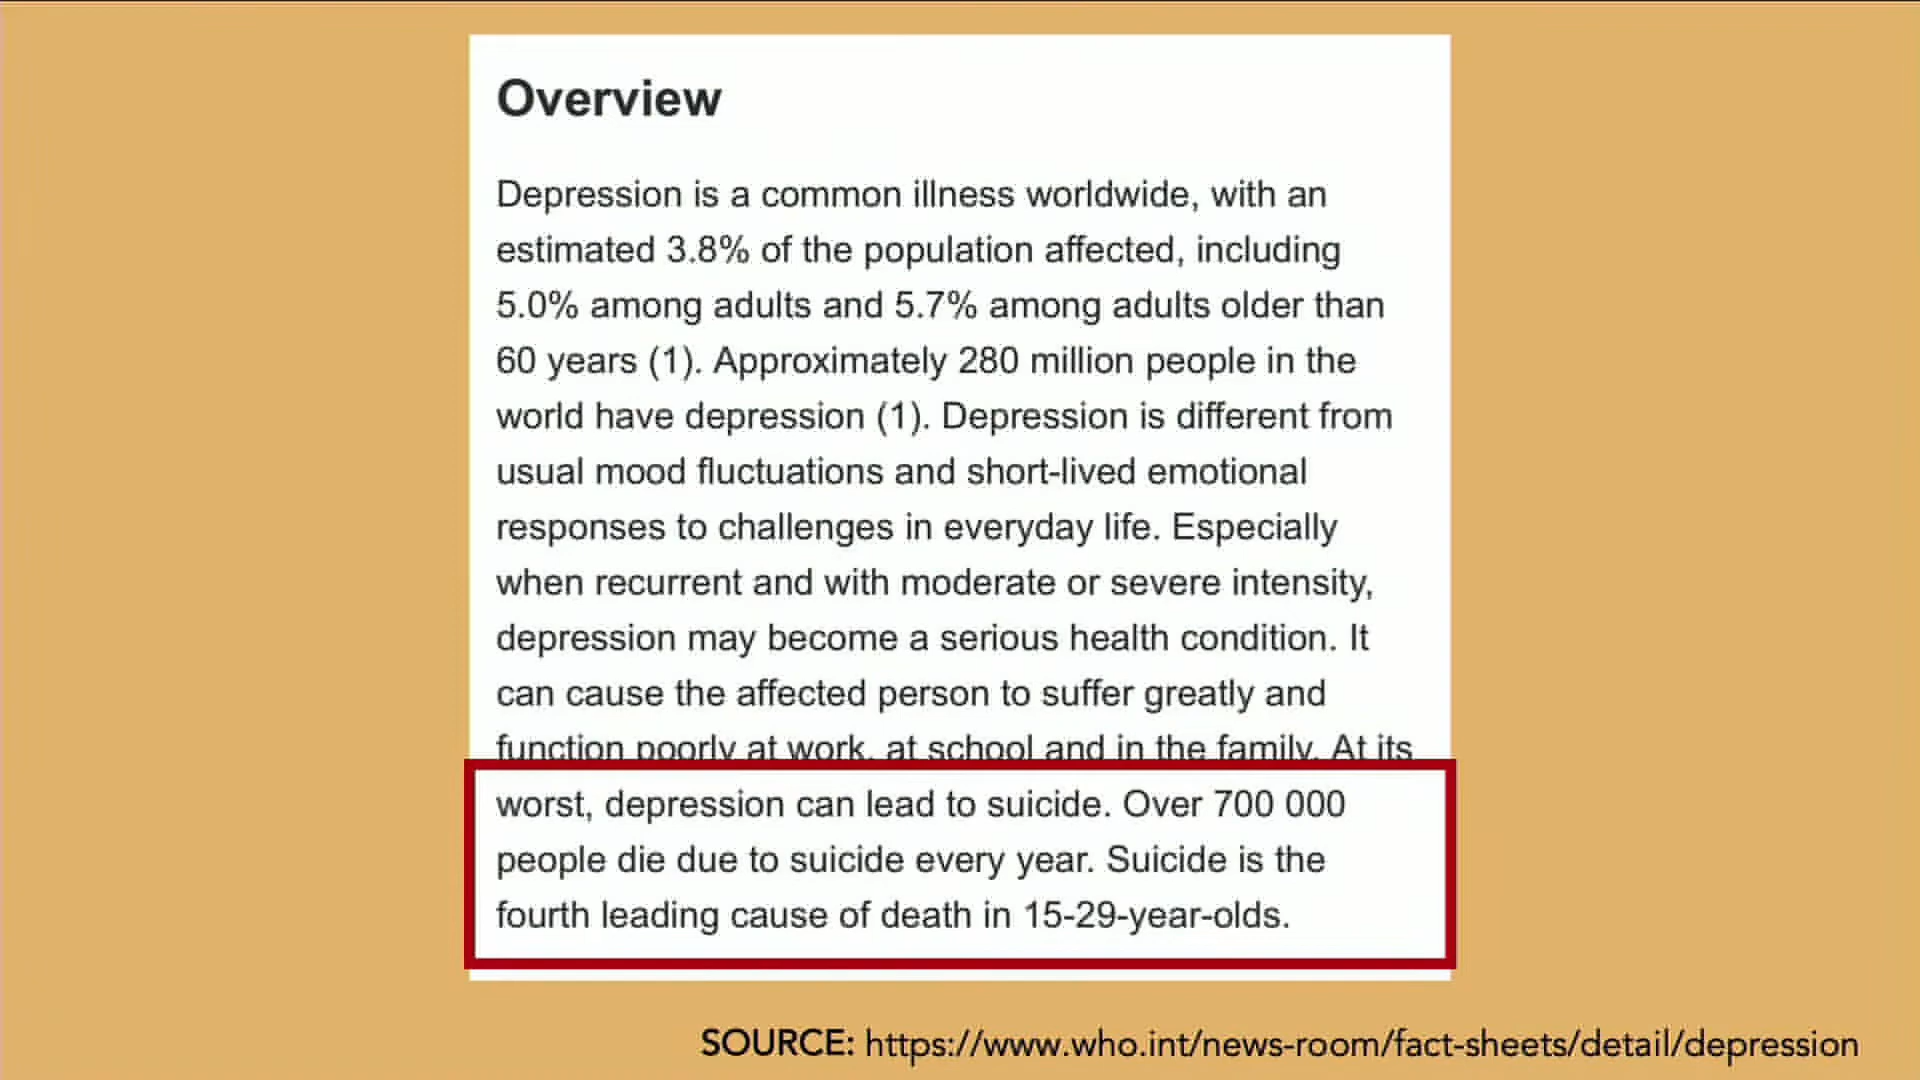 Overview
Depression is a common illness worldwide, with an
estimated 3.8% of the population affected, including
5.0% among adults and 5.7% among adults older than
60 years (1). Approximately 280 million people in the
world have depression (1). Depression is different from
usual mood fluctuations and short-lived emotional
responses to challenges in everyday life. Especially
when recurrent and with moderate or severe intensity,
depression may become a serious health condition. It
can cause the affected person to suffer greatly and
function poorly at work, at school and in the family. At its
worst, depression can lead to suicide. Over 700 000
people die due to suicide every year. Suicide is the
fourth leading cause of death in 15-29-year-olds.
SOURCE: https://www.who.int/news-room/fact-sheets/detail/depression